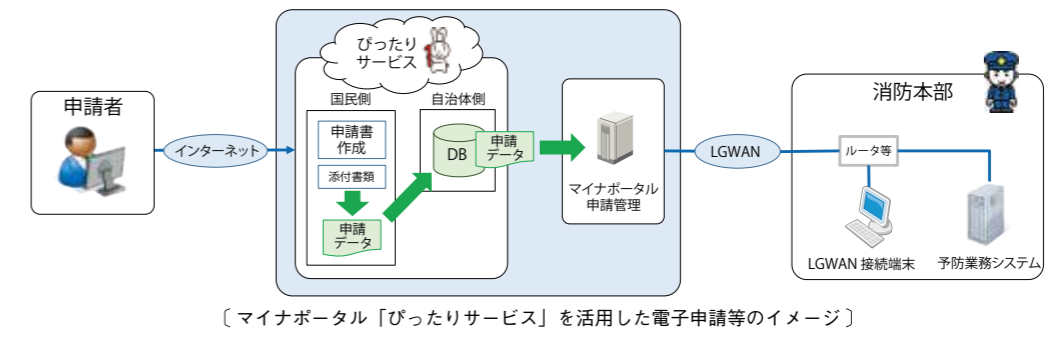 申請者
インターネット
ぴったり
サービス
国民側
申請書
作成
添付書類
申請
データ
自治体側
DB
申請
データ
マイナポータル
申請管理
LGWAN
消防本部
ルータ等
LGWAN 接続端末
予防業務システム
〔 マイナポータル「ぴったりサービス」を活用した電子申請等のイメージ 〕